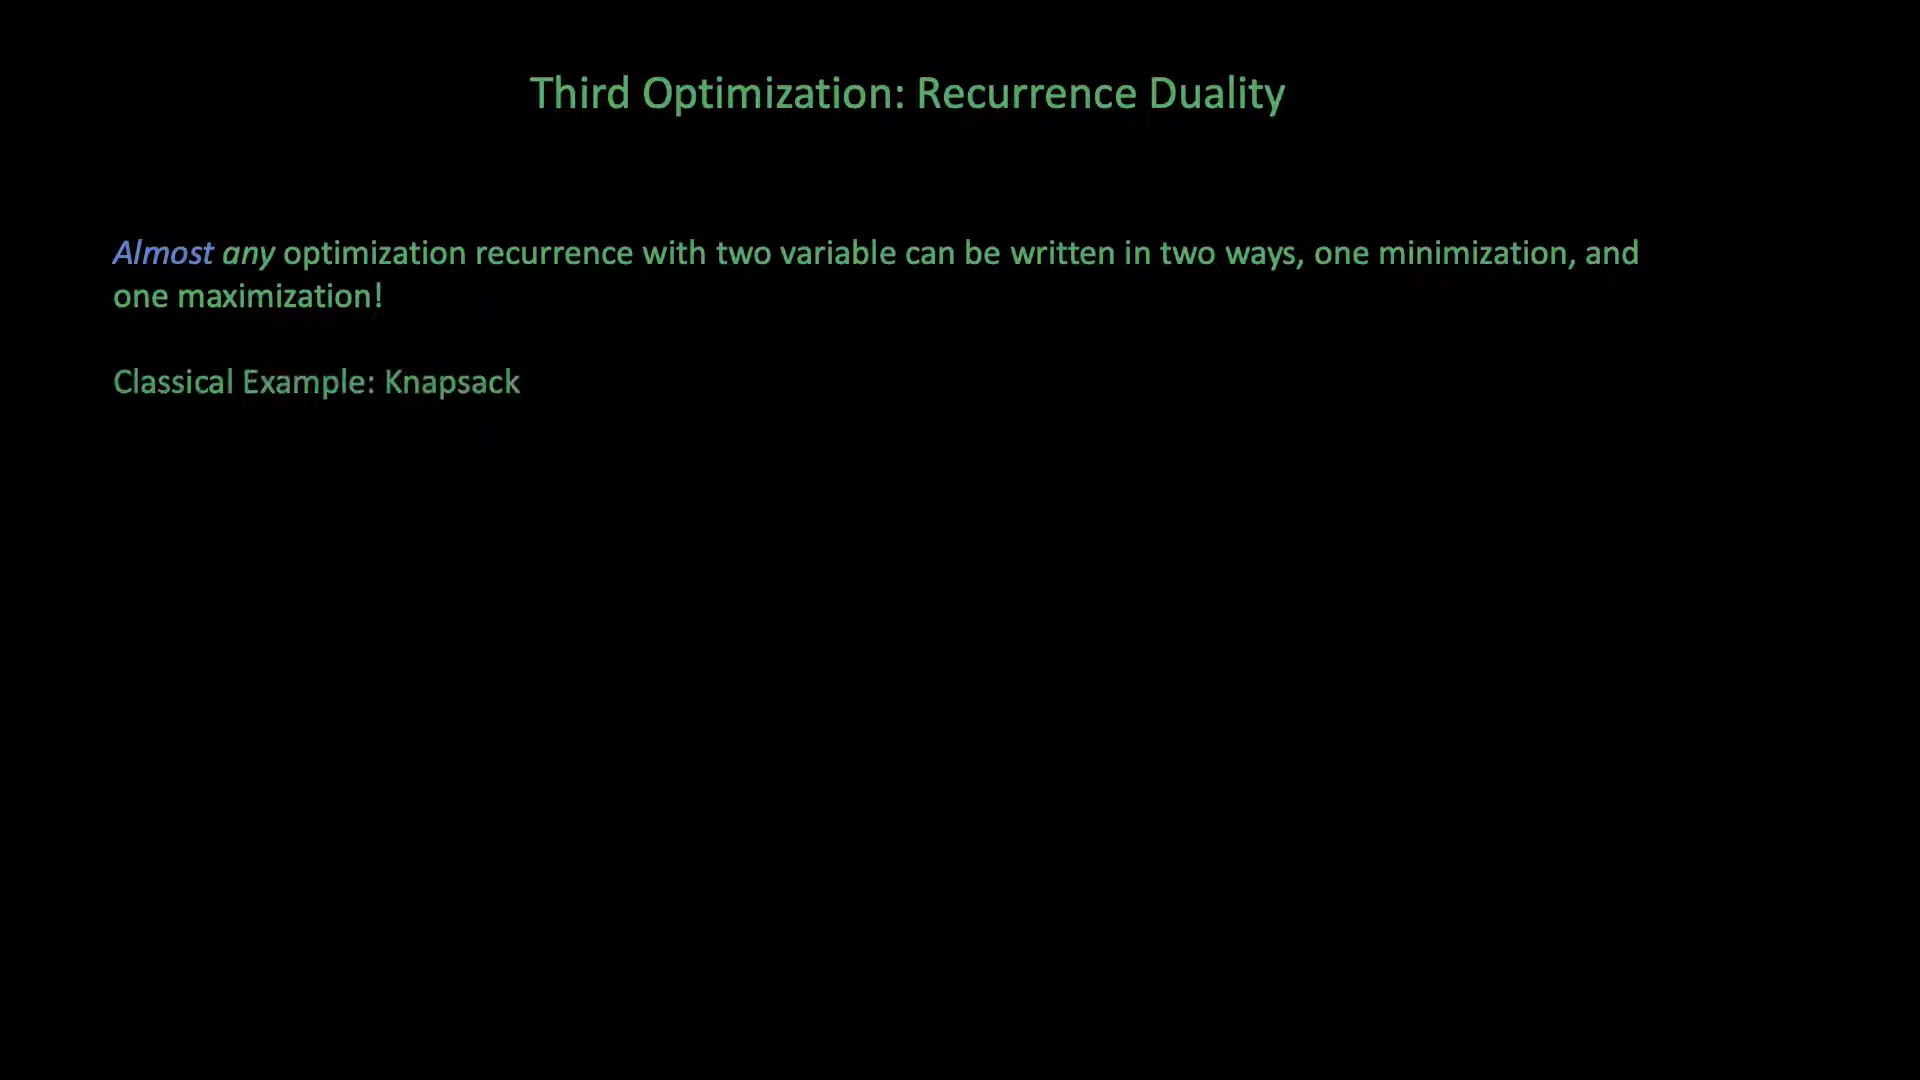 Third Optimization: Recurrence Duality
Almost any optimization recurrence with two variable can be written in two ways, one minimization, and
one maximization!
Classical Example: Knapsack